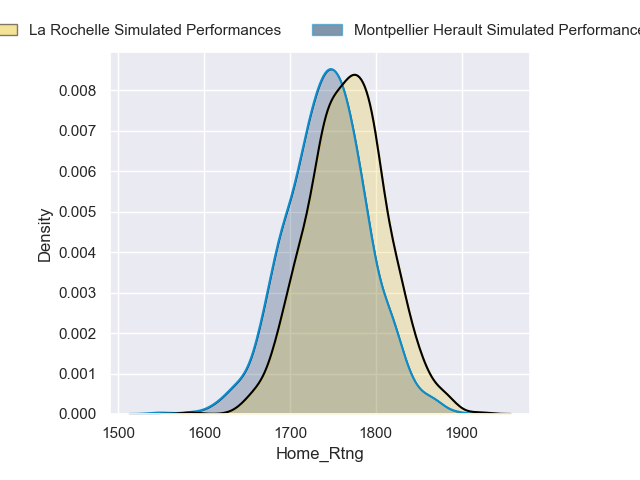 La Rochelle Simulated Performances
Montpellier Herault Simulated Performance
0.008
0.007
0.006
0.005
0.004
0.003
0.002
0.001
0.000
Density
1500 1600 1700 1800 1900
Home_Rtng